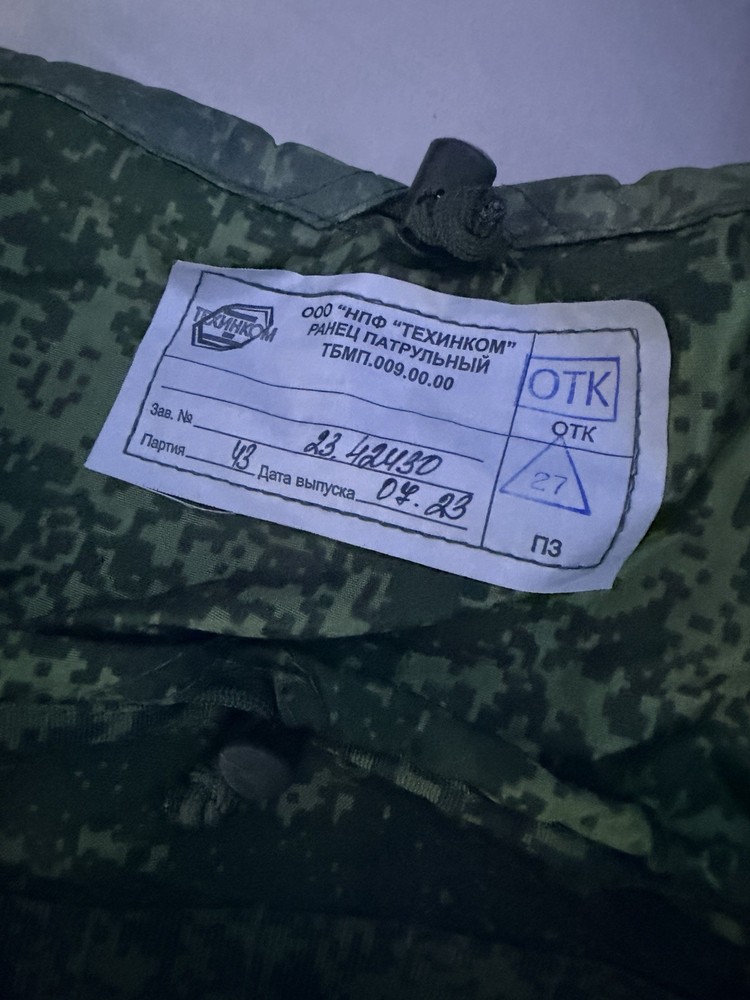 ТЕХИНКОМ
ООО "НПФ "ТЕХИНКОМ"
РАНЕЦ ПАТРУЛЬНЫЙ
ТБМП.009.00.00
Зав. № 23 42430
Партия 43 Дата выпуска 07.23
ОТК
ОТК
27
ПЗ